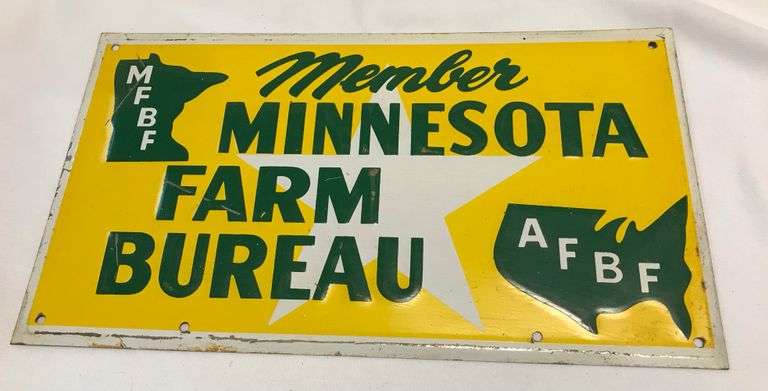 MFBF
Member
MINNESOTA
FARM
BUREAU
AFBF